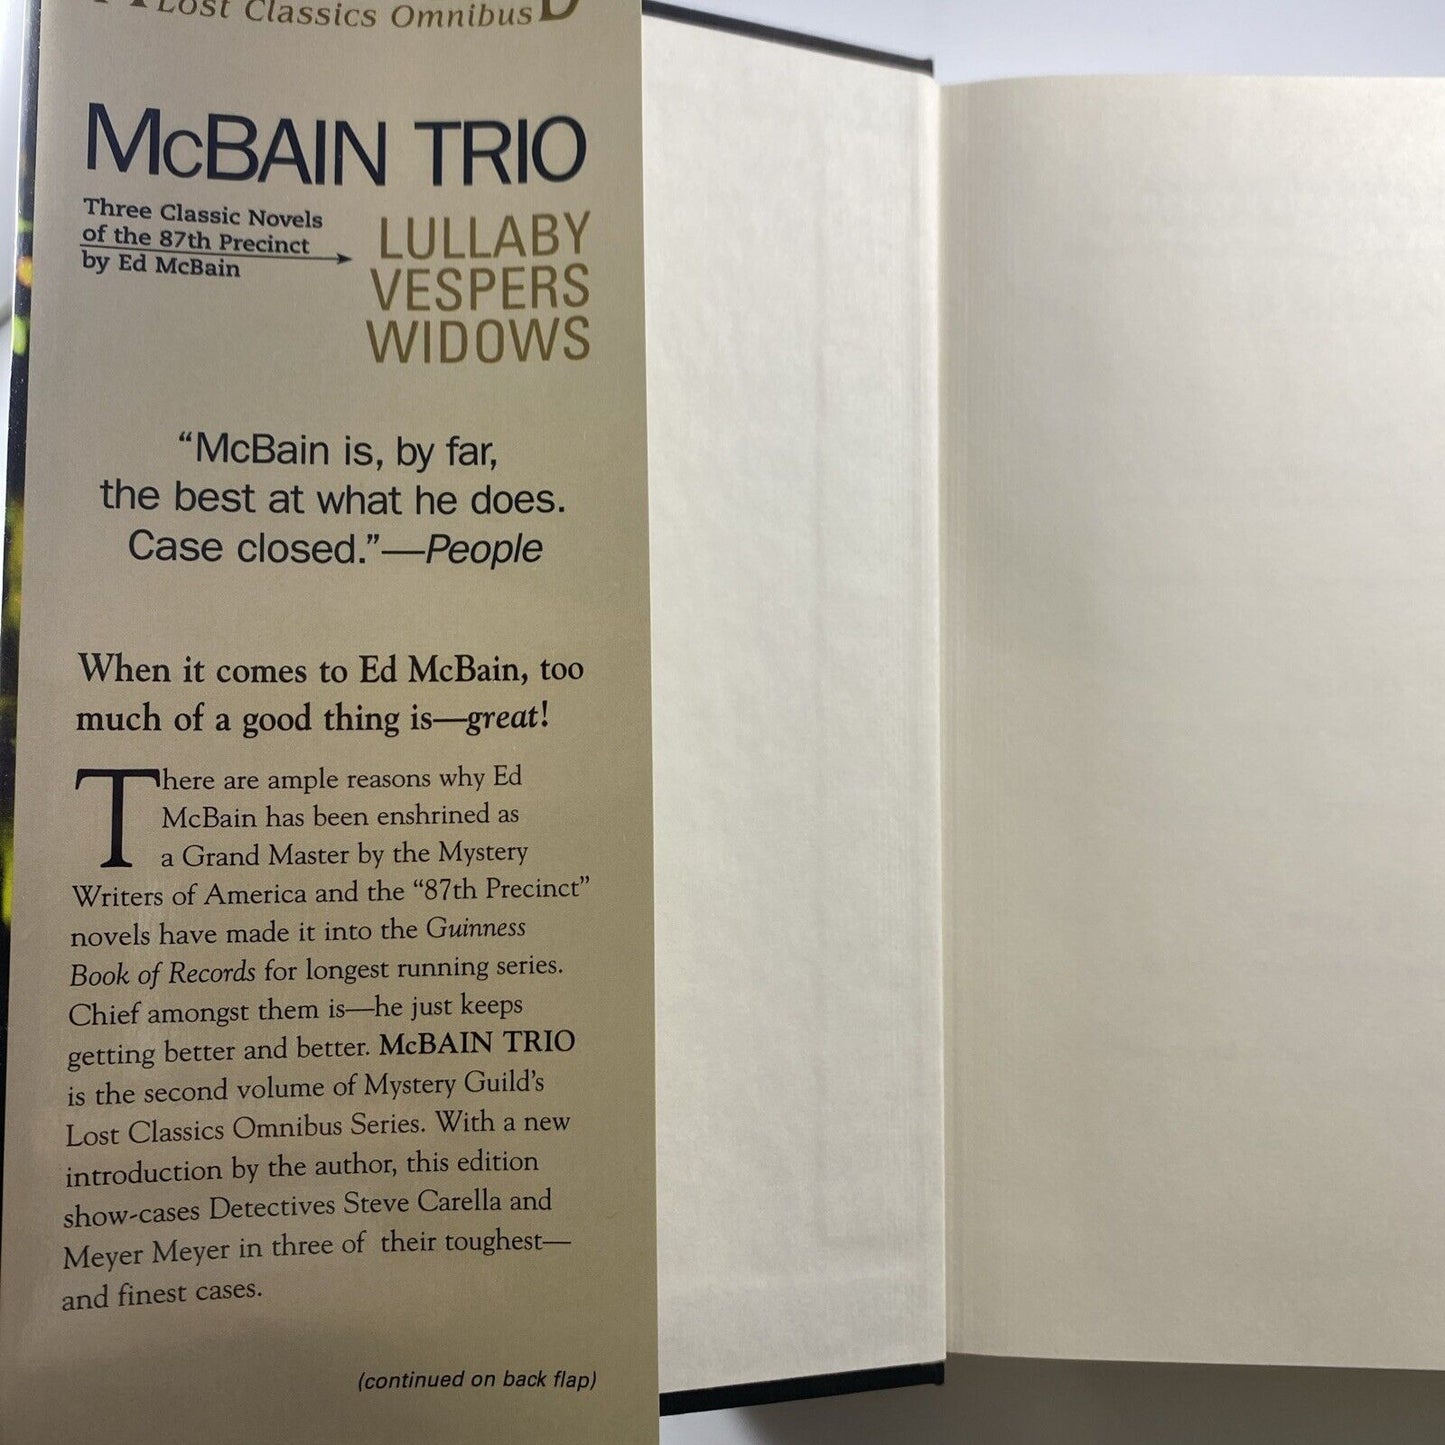 Lost Classics Omnibus
McBAIN TRIO
Three Classic Novels
of the 87th Precinct
by Ed McBain
LULLABY
VESPERS
WIDOWS
“McBain is, by far,
the best at what he does.
Case closed.”—People
When it comes to Ed McBain, too
much of a good thing is—great!
There are ample reasons why Ed
McBain has been enshrined as
a Grand Master by the Mystery
Writers of America and the “87th Precinct”
novels have made it into the Guinness
Book of Records for longest running series.
Chief amongst them is—he just keeps
getting better and better. McBAIN TRIO
is the second volume of Mystery Guild’s
Lost Classics Omnibus Series. With a new
introduction by the author, this edition
show-cases Detectives Steve Carella and
Meyer Meyer in three of their toughest—
and finest cases.
(continued on back flap)